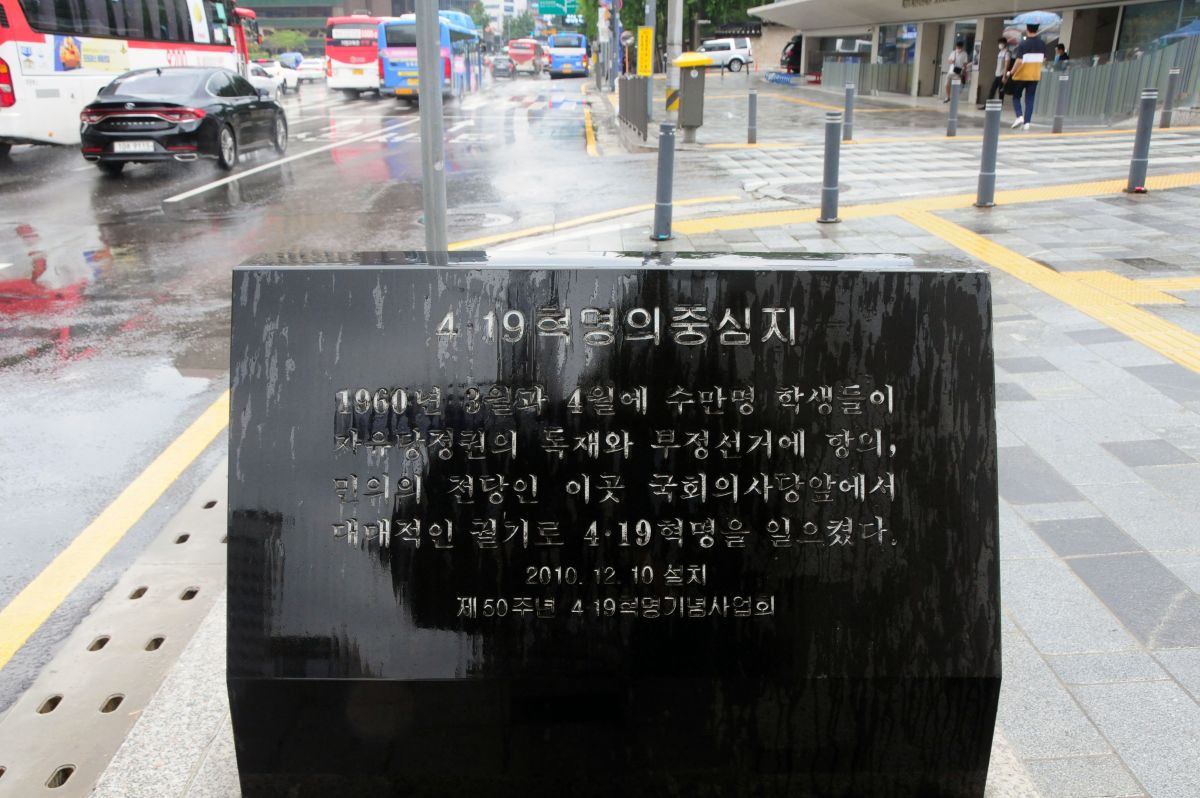 4·19혁명의중심지
1960년 3월과 4월에 수만명 학생들이
자유당정권의 독재와 부정선거에 항의,
민의의 전당인 이곳 국회의사당앞에서
대대적인 궐기로 4·19혁명을 일으켰다.
2010. 12. 10 설치
제50주년 4·19혁명기념사업회